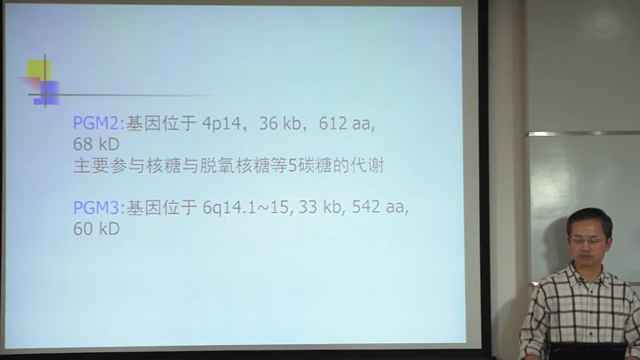 PGM2:基因位于 4p14，36 kb，612 aa,
68 kD
主要参与核糖与脱氧核糖等5碳糖的代谢
PGM3:基因位于 6q14.1~15, 33 kb, 542 aa,
60 kD